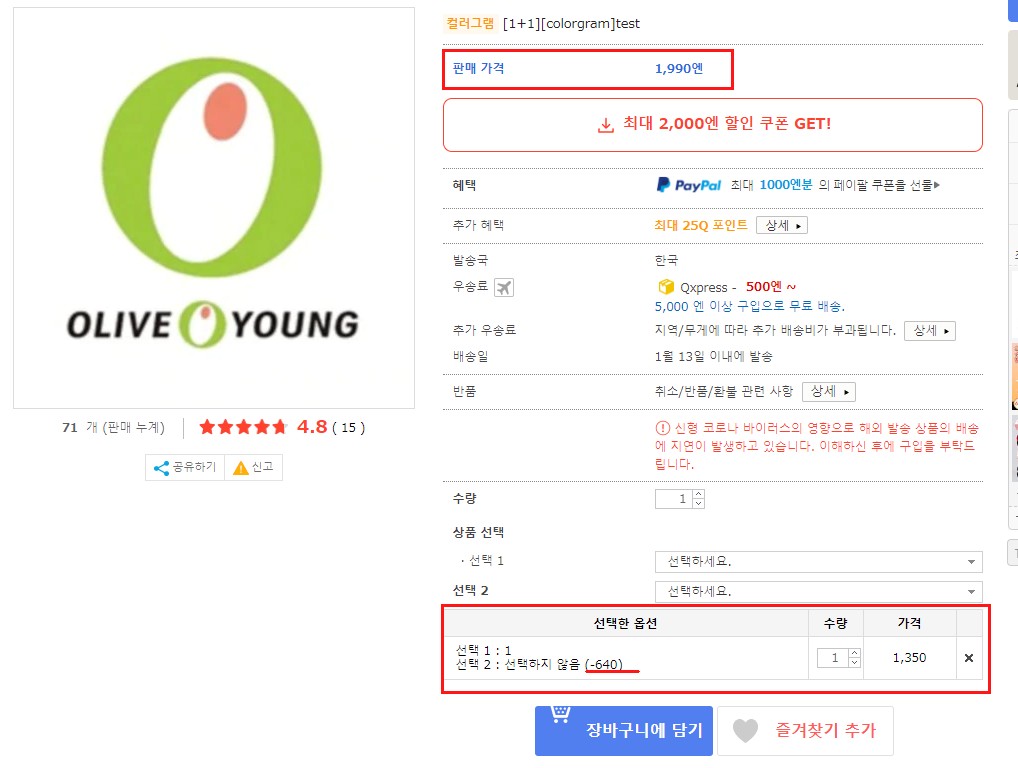 컬러그램 [1+1][colorgram]test
판매 가격 1,990엔
최대 2,000엔 할인 쿠폰 GET!
혜택 PayPal 최대 1000엔분 의 페이팔 쿠폰을 선물▶
추가 혜택 최대 25Q 포인트 상세 ▸
발송국 한국
우송료 Qxpress - 500엔 ~
5,000 엔 이상 구입으로 무료 배송.
추가 우송료 지역/무게에 따라 추가 배송비가 부과됩니다. 상세 ▸
배송일 1월 13일 이내에 발송
반품 취소/반품/환불 관련 사항 상세 ▸
신형 코로나 바이러스의 영향으로 해외 발송 상품의 배송
에 지연이 발생하고 있습니다. 이해하신 후에 구입을 부탁드
립니다.
수량 1
상품 선택
· 선택 1 선택하세요.
선택 2 선택하세요.
선택한 옵션 수량 가격
선택 1 : 1
선택 2 : 선택하지 않음 (-640) 1 1,350 ×
장바구니에 담기 즐겨찾기 추가
OLIVE YOUNG
71 개 (판매 누계) 4.8 ( 15 )
공유하기 신고